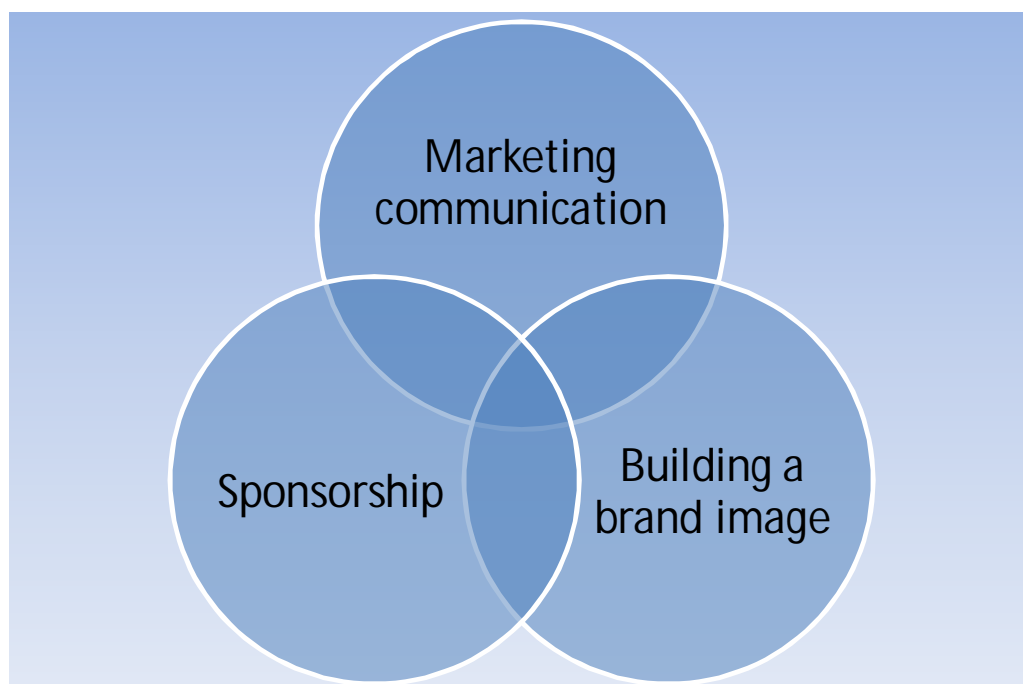 Marketing
communication
Sponsorship
Building a
brand image